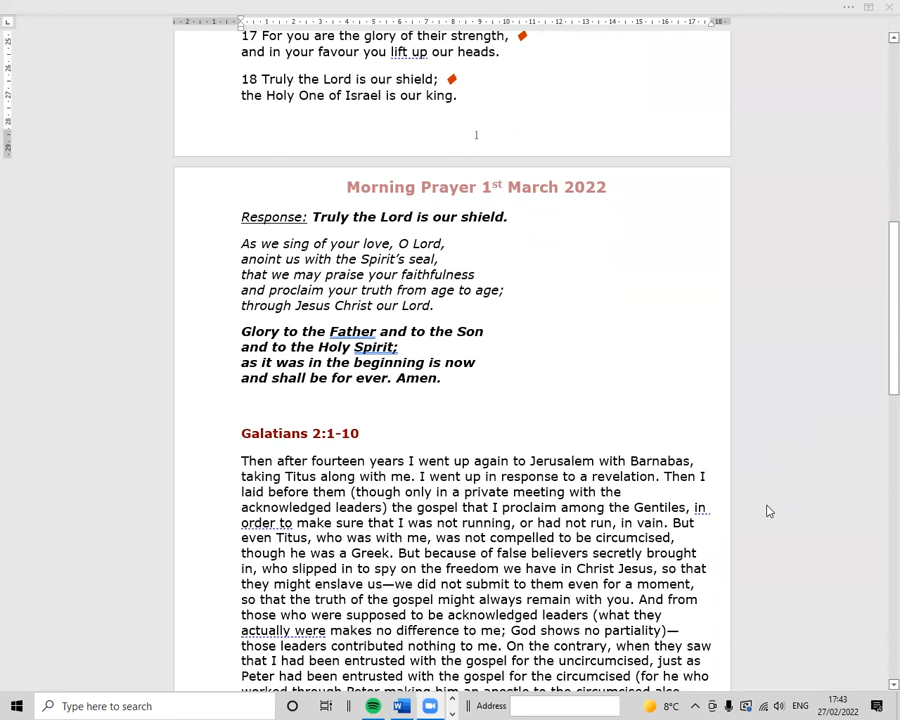 17 For you are the glory of their strength,
and in your favour you lift up our heads.
18 Truly the Lord is our shield;
the Holy One of Israel is our king.
1
Morning Prayer 1st March 2022
Response: Truly the Lord is our shield.
As we sing of your love, O Lord,
anoint us with the Spirit’s seal,
that we may praise your faithfulness
and proclaim your truth from age to age;
through Jesus Christ our Lord.
Glory to the Father and to the Son
and to the Holy Spirit;
as it was in the beginning is now
and shall be for ever. Amen.
Galatians 2:1-10
Then after fourteen years I went up again to Jerusalem with Barnabas,
taking Titus along with me. I went up in response to a revelation. Then I
laid before them (though only in a private meeting with the
acknowledged leaders) the gospel that I proclaim among the Gentiles, in
order to make sure that I was not running, or had not run, in vain. But
even Titus, who was with me, was not compelled to be circumcised,
though he was a Greek. But because of false believers secretly brought
in, who slipped in to spy on the freedom we have in Christ Jesus, so that
they might enslave us—we did not submit to them even for a moment,
so that the truth of the gospel might always remain with you. And from
those who were supposed to be acknowledged leaders (what they
actually were makes no difference to me; God shows no partiality)—
those leaders contributed nothing to me. On the contrary, when they saw
that I had been entrusted with the gospel for the uncircumcised, just as
Peter had been entrusted with the gospel for the circumcised (for he who
worked through Peter making him an apostle to the circumcised also
Type here to search
Address
8°C
ENG
17:43
27/02/2022